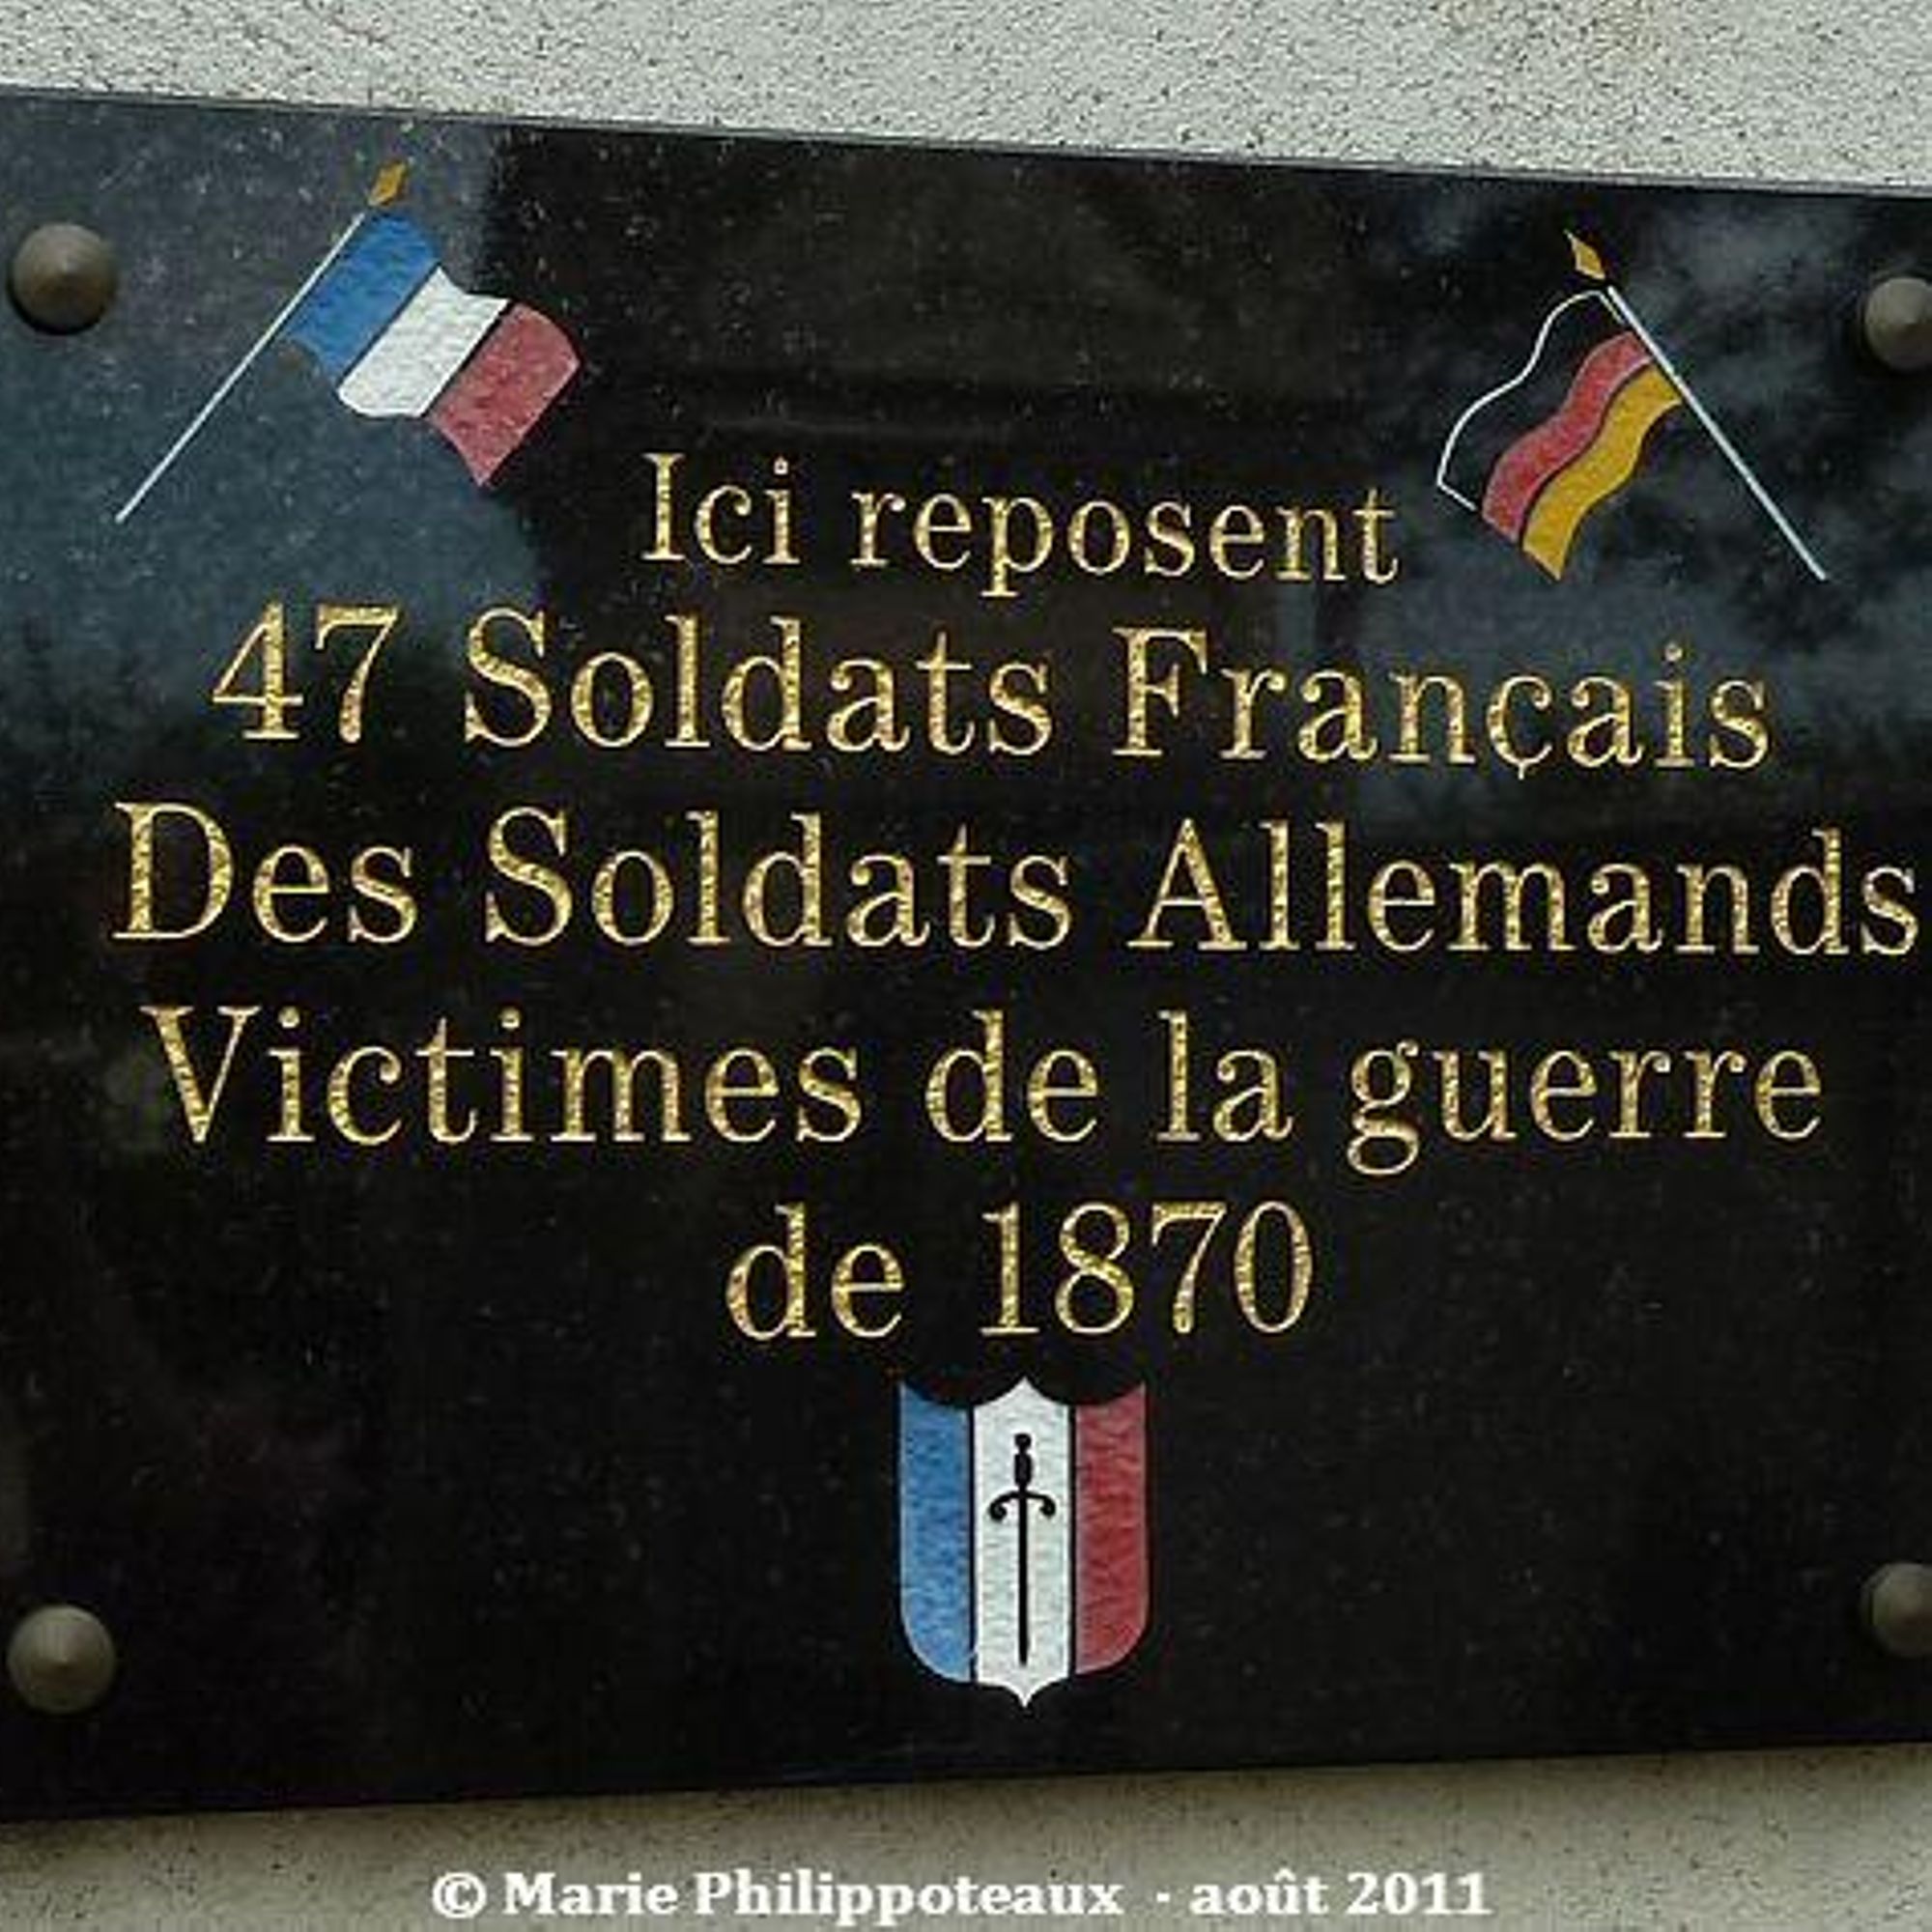 Ici reposent
47 Soldats Français
Des Soldats Allemands
Victimes de la guerre
de 1870
© Marie Philippoteaux - août 2011